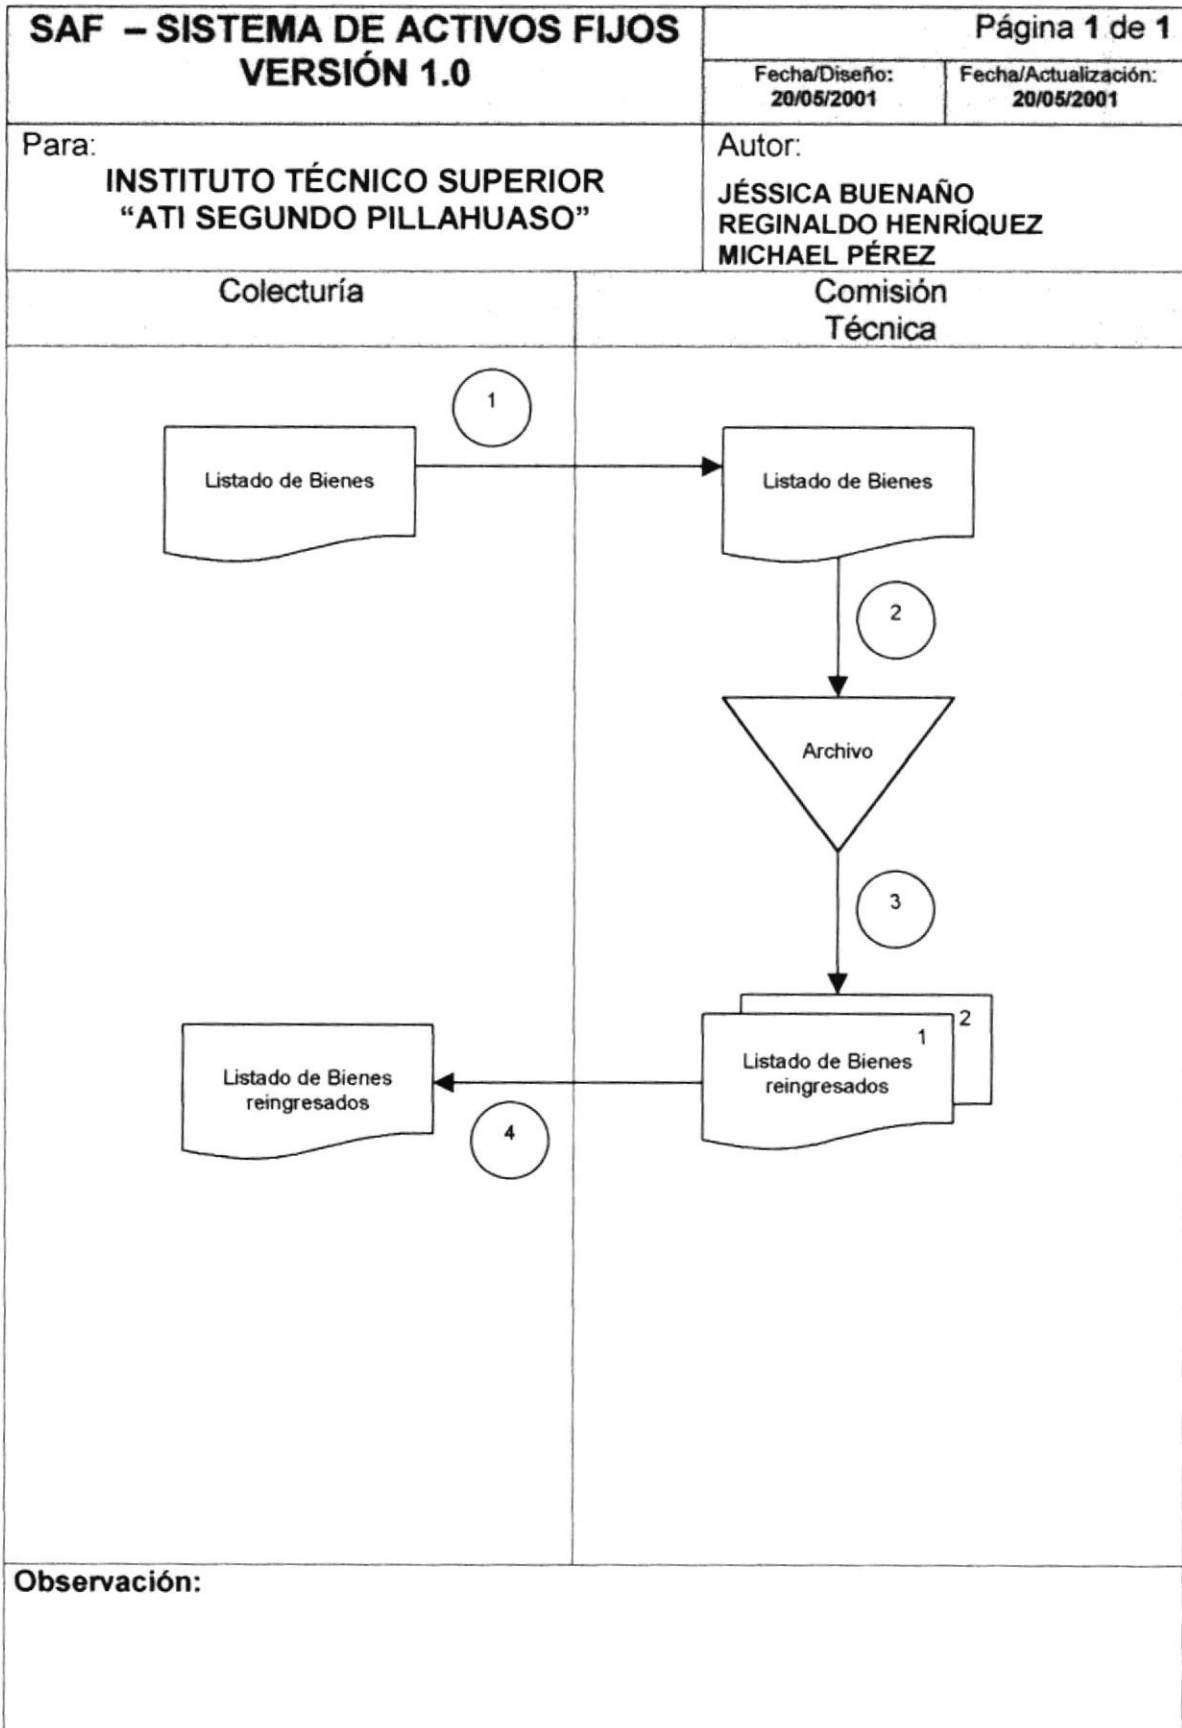 SAF – SISTEMA DE ACTIVOS FIJOS
VERSIÓN 1.0
Página 1 de 1
Fecha/Diseño:
20/05/2001
Fecha/Actualización:
20/05/2001
Para:
INSTITUTO TÉCNICO SUPERIOR
“ATI SEGUNDO PILLAHUASO”
Autor:
JÉSSICA BUENAÑO
REGINALDO HENRÍQUEZ
MICHAEL PÉREZ
Colecturía
Comisión
Técnica
1
Listado de Bienes
Listado de Bienes
2
Archivo
3
2
1
Listado de Bienes
reingresados
Listado de Bienes
reingresados
4
Observación: